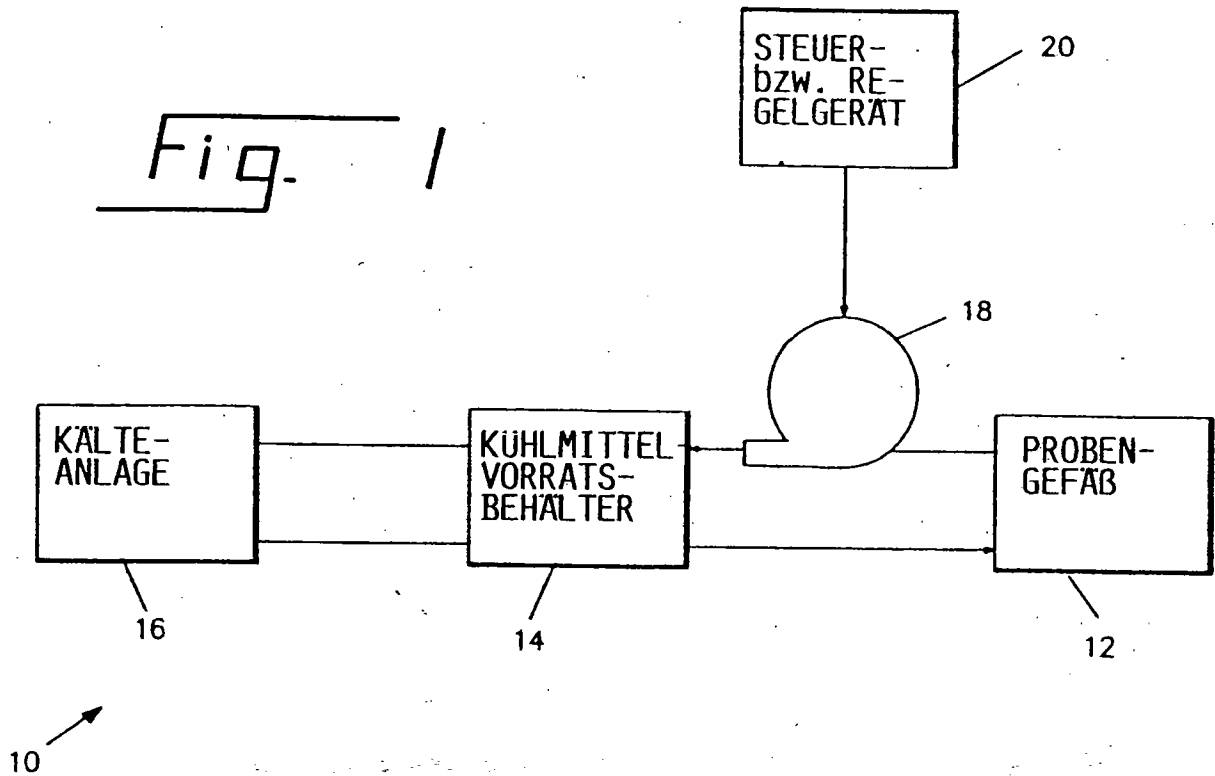 Fig. 1
STEUER-
bzw. RE-
GELGERÄT
20
18
KÄLTE-
ANLAGE
KÜHLMITTEL
VORRATS-
BEHÄLTER
PROBEN-
GEFÄß
16
14
12
10